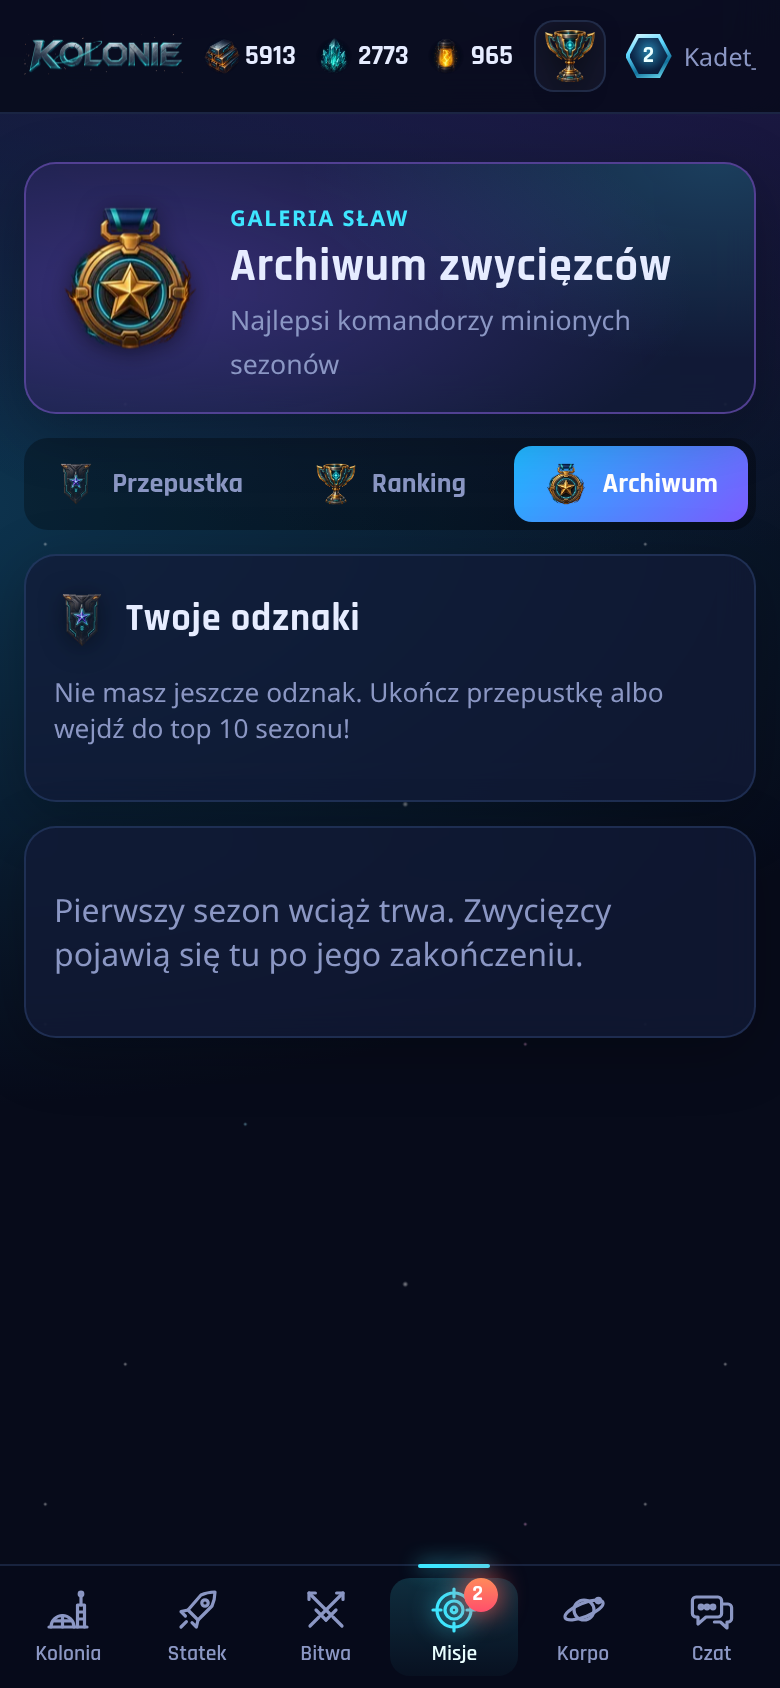 KOLONIE 5913 2773 965 2 Kadet_
GALERIA SŁAW
Archiwum zwycięzców
Najlepsi komandorzy minionych
sezonów
Przepustka Ranking Archiwum
Twoje odznaki
Nie masz jeszcze odznak. Ukończ przepustkę albo
wejdź do top 10 sezonu!
Pierwszy sezon wciąż trwa. Zwycięzcy
pojawią się tu po jego zakończeniu.
2
Kolonia Statek Bitwa Misje Korpo Czat